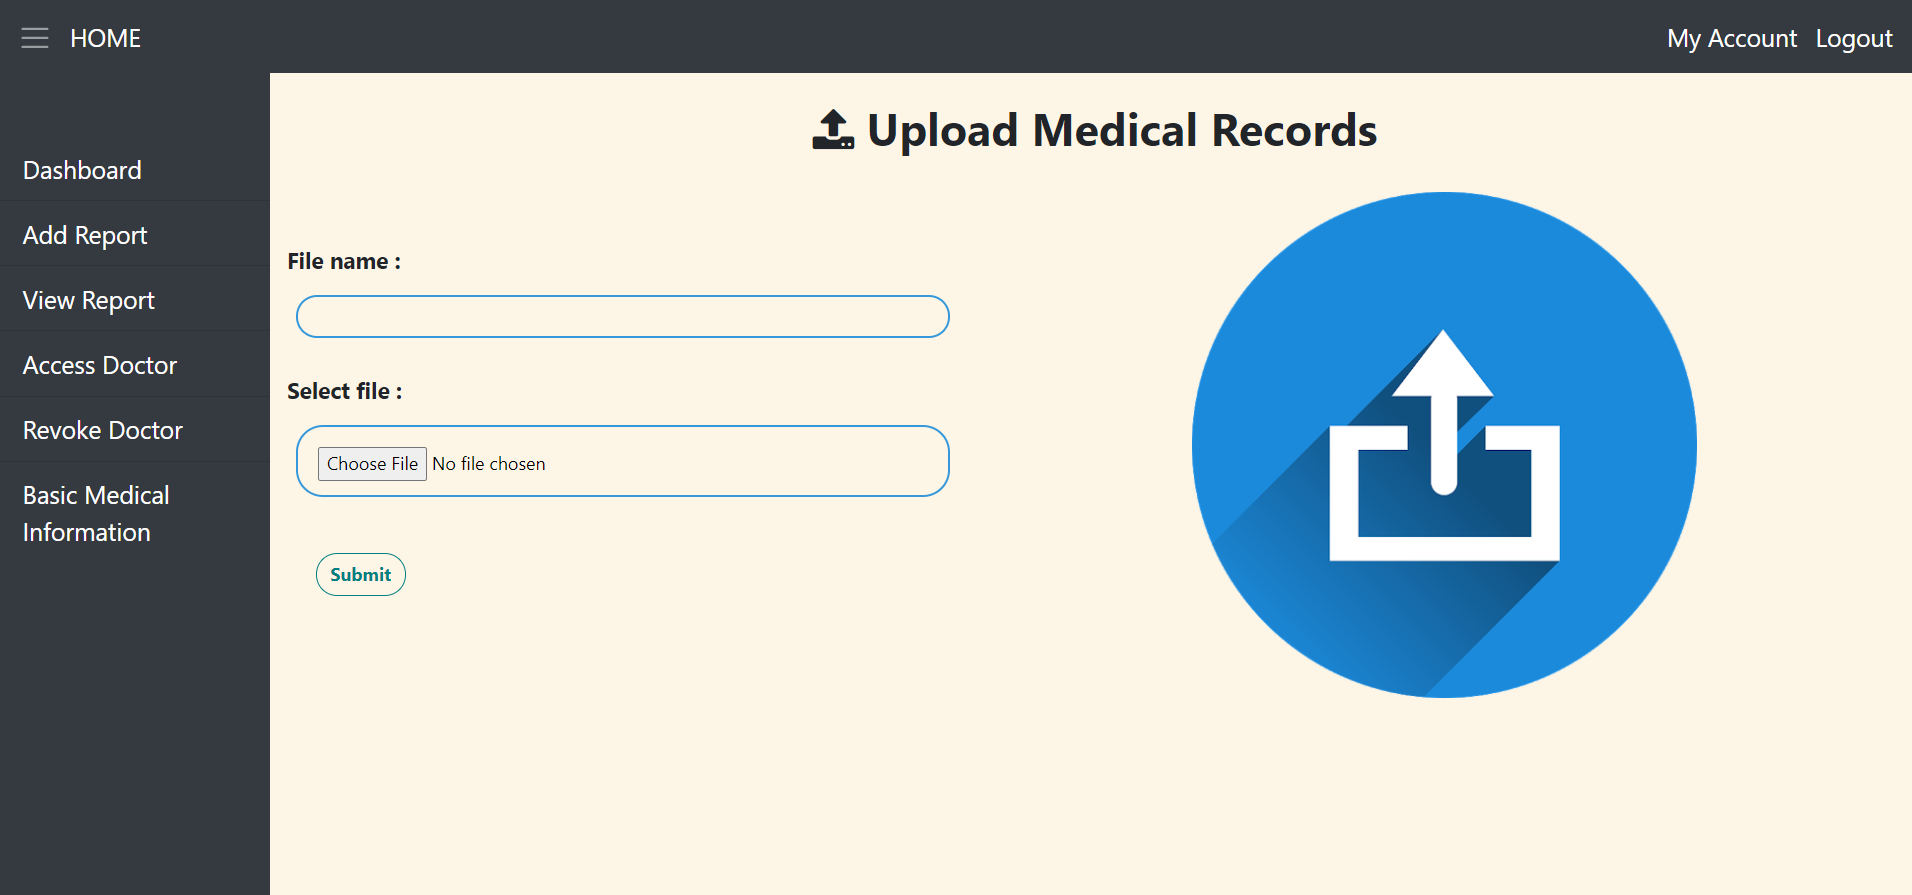 HOME
My Account
Logout
Dashboard
Add Report
View Report
Access Doctor
Revoke Doctor
Basic Medical
Information
Upload Medical Records
File name :
Select file :
Choose File No file chosen
Submit